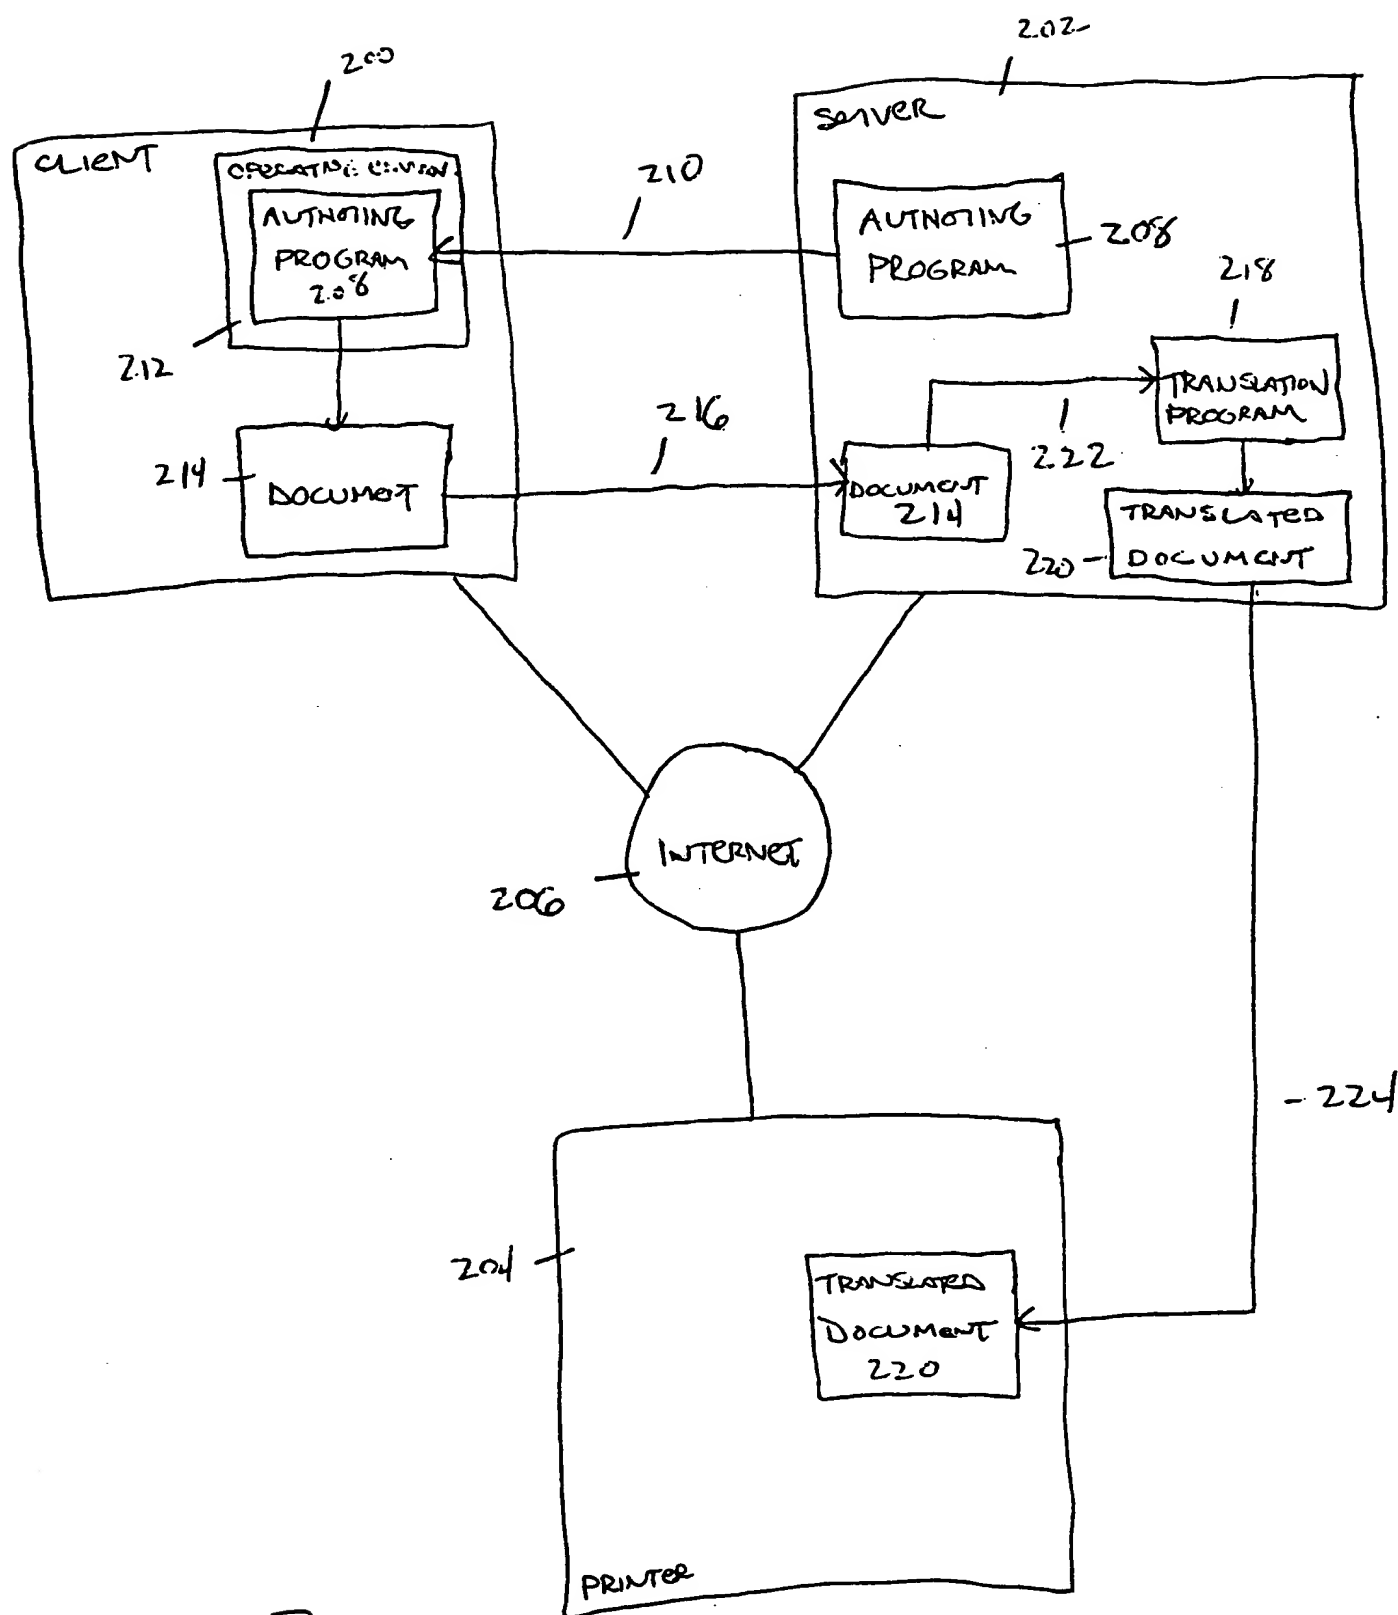 200
202
CLIENT
SERVER
OPERATING
AUTHORING
PROGRAM
208
210
AUTHORING
PROGRAM
208
218
212
TRANSLATION
PROGRAM
216
222
214
DOCUMENT
DOCUMENT
214
TRANSLATED
DOCUMENT
220
INTERNET
206
224
204
TRANSLATED
DOCUMENT
220
PRINTER